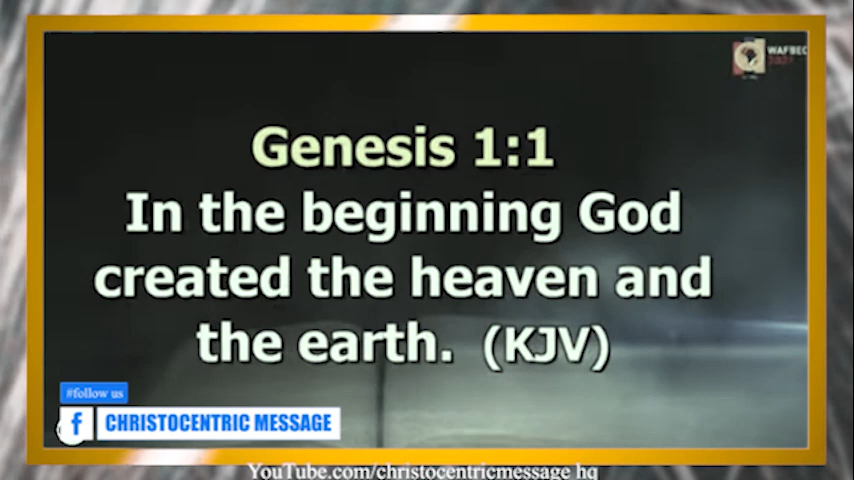 WAFBEC
Genesis 1:1
In the beginning God
created the heaven and
the earth. (KJV)
#follow us
f CHRISTOCENTRIC MESSAGE
YouTube.com/christocentricmessage hq